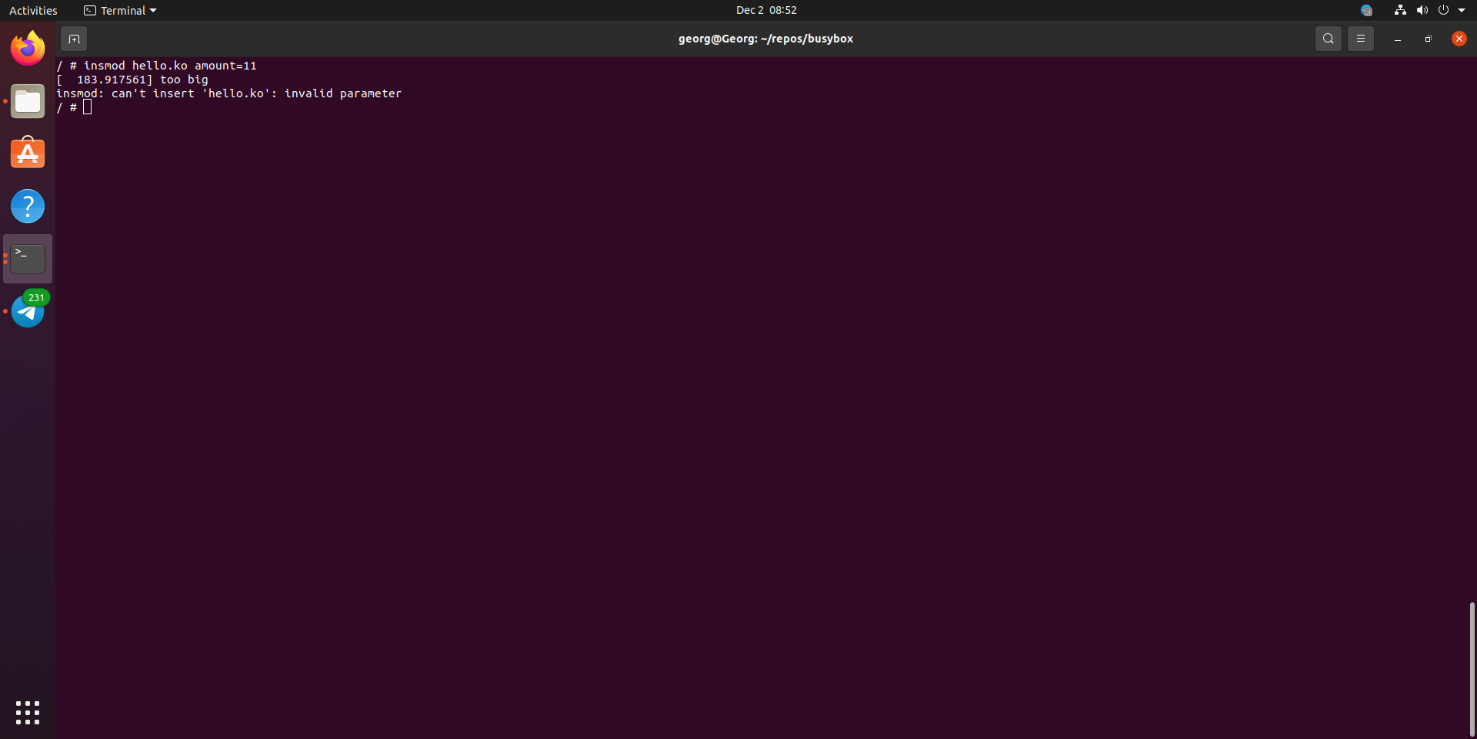 Activities
Terminal
Dec 2 08:52
georg@Georg: ~/repos/busybox
/ # insmod hello.ko amount=11
[  183.917561] too big
insmod: can't insert 'hello.ko': invalid parameter
/ #
?
>_
231